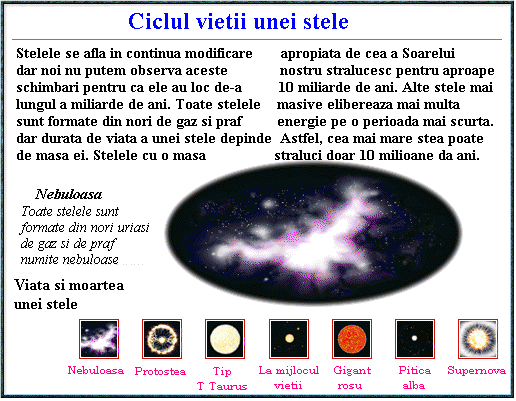 Ciclul vietii unei stele
Stelele se afla in continua modificare
dar noi nu putem observa aceste
schimbari pentru ca ele au loc de-a
lungul a miliarde de ani. Toate stelele
sunt formate din nori de gaz si praf
dar durata de viata a unei stele depinde
de masa ei. Stelele cu o masa
apropiata de cea a Soarelui
nostru stralucesc pentru aproape
10 miliarde de ani. Alte stele mai
masive elibereaza mai multa
energie pe o perioada mai scurta.
Astfel, cea mai mare stea poate
straluci doar 10 milioane da ani.
Nebuloasa
Toate stelele sunt
formate din nori uriasi
de gaz si de praf
numite nebuloase
Viata si moartea
unei stele
Nebuloasa
Protostea
Tip
T Taurus
La mijlocul
vietii
Gigant
rosu
Pitica
alba
Supernova